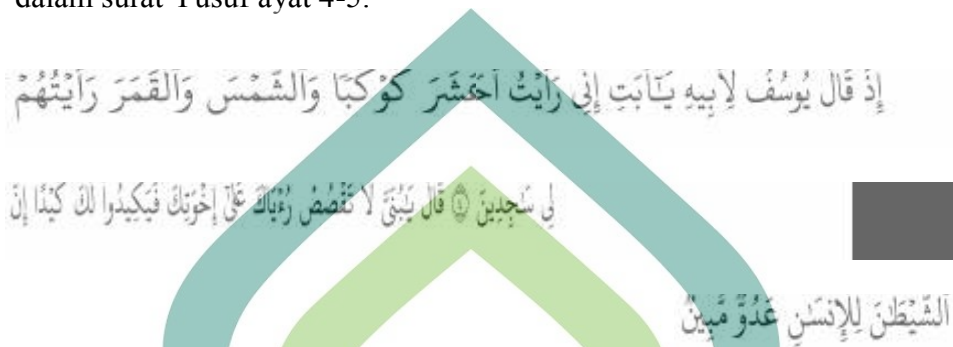 dalam surat Yusuf ayat 4-5:
إِذْ قَالَ يُوسُفُ لِأَبِيهِ يَـٰٓأَبَتِ إِنِّى رَأَيْتُ أَحَدَ عَشَرَ كَوْكَبًا وَٱلشَّمْسَ وَٱلْقَمَرَ رَأَيْتُهُمْ
لِى سَـٰجِدِينَ ۝٤ قَالَ يَـٰبُنَىَّ لَا تَقْصُصْ رُءْيَاكَ عَلَىٰٓ إِخْوَتِكَ فَيَكِيدُوا لَكَ كَيْدًا إِنَّ
ٱلشَّيْطَـٰنَ لِلْإِنسَـٰنِ عَدُوٌّ مُّبِينٌ